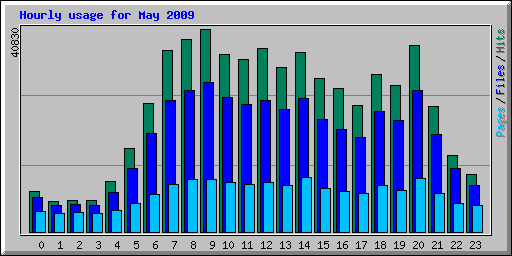 Hourly usage for May 2009
40830
Pages/Files/Hits
0 1 2 3 4 5 6 7 8 9 10 11 12 13 14 15 16 17 18 19 20 21 22 23